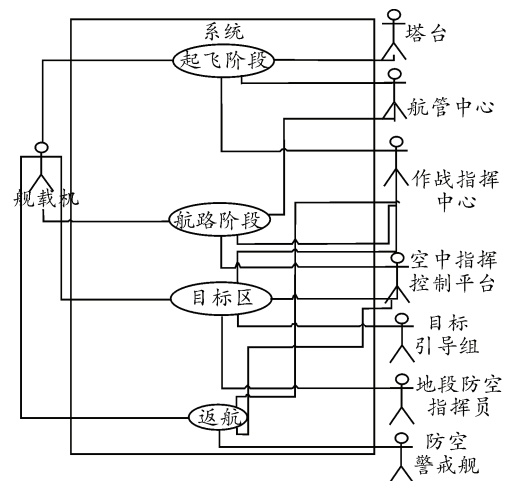 系统
塔台
起飞阶段
航管中心
舰载机
作战指挥
中心
航路阶段
空中指挥
控制平台
目标区
目标
引导组
地段防空
指挥员
返航
防空
警戒舰